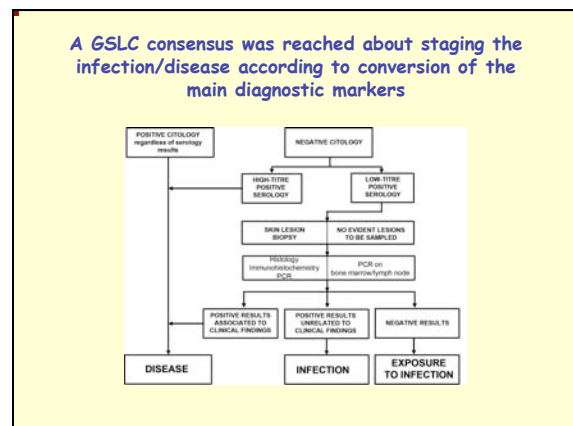 A GSLC consensus was reached about staging the
infection/disease according to conversion of the
main diagnostic markers
POSITIVE CITOLOGY
regardless of serology
results
NEGATIVE CITOLOGY
HIGH-TITRE
POSITIVE
SEROLOGY
LOW-TITRE
POSITIVE
SEROLOGY
SKIN LESION
BIOPSY
NO EVIDENT LESIONS
TO BE SAMPLED
Histology
Immunohistochemistry
PCR
PCR on
bone marrow/lymph node
POSITIVE RESULTS
ASSOCIATED TO
CLINICAL FINDINGS
POSITIVE RESULTS
UNRELATED TO
CLINICAL FINDINGS
NEGATIVE RESULTS
DISEASE
INFECTION
EXPOSURE
TO INFECTION